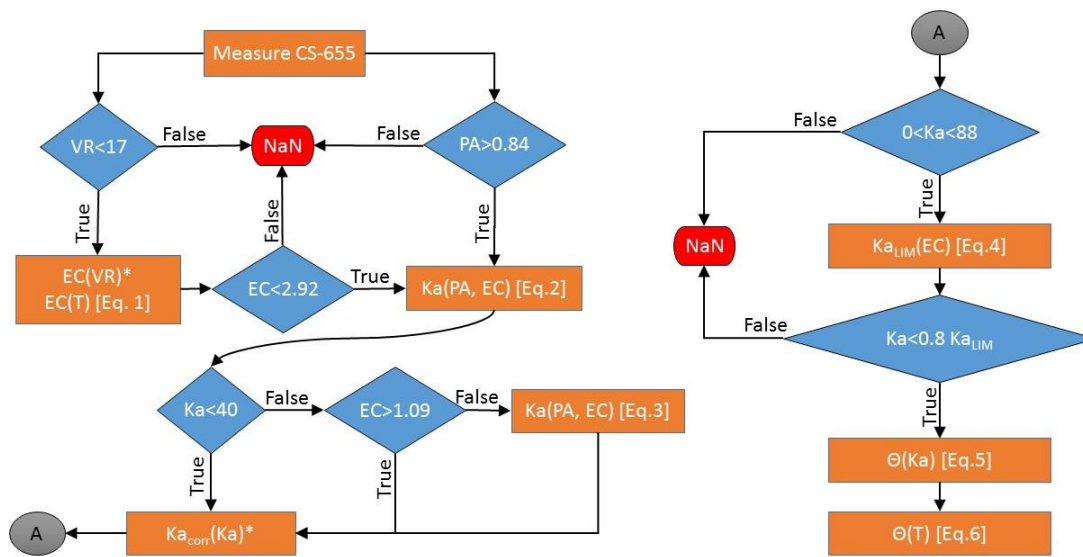 Measure CS-655
VR<17
False
NaN
False
PA>0.84
True
False
True
EC(VR)*
EC(T) [Eq. 1]
EC<2.92
True
Ka(PA, EC) [Eq.2]
Ka<40
False
EC>1.09
False
Ka(PA, EC) [Eq.3]
True
True
A
Kacorr(Ka)*
A
False
0<Ka<88
True
NaN
KaLIM(EC) [Eq.4]
False
Ka<0.8 KaLIM
True
Θ(Ka) [Eq.5]
Θ(T) [Eq.6]